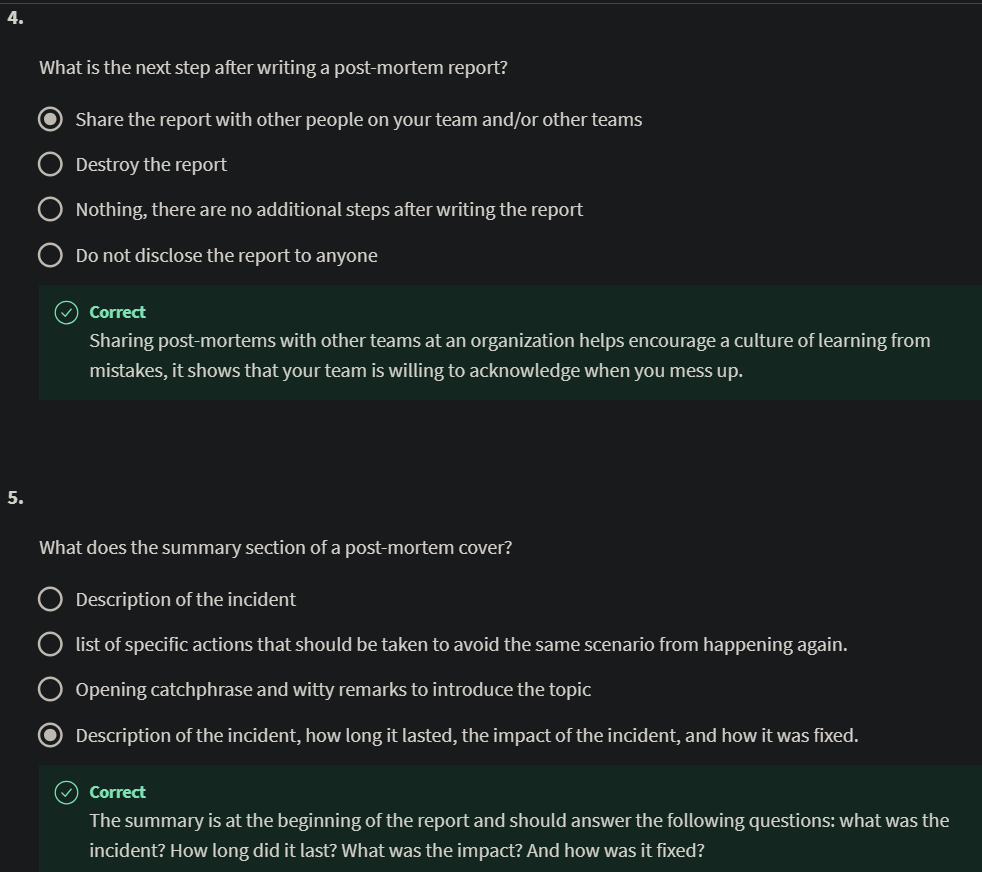 4.
What is the next step after writing a post-mortem report?
Share the report with other people on your team and/or other teams
Destroy the report
Nothing, there are no additional steps after writing the report
Do not disclose the report to anyone
Correct
Sharing post-mortems with other teams at an organization helps encourage a culture of learning from
mistakes, it shows that your team is willing to acknowledge when you mess up.
5.
What does the summary section of a post-mortem cover?
Description of the incident
list of specific actions that should be taken to avoid the same scenario from happening again.
Opening catchphrase and witty remarks to introduce the topic
Description of the incident, how long it lasted, the impact of the incident, and how it was fixed.
Correct
The summary is at the beginning of the report and should answer the following questions: what was the
incident? How long did it last? What was the impact? And how was it fixed?